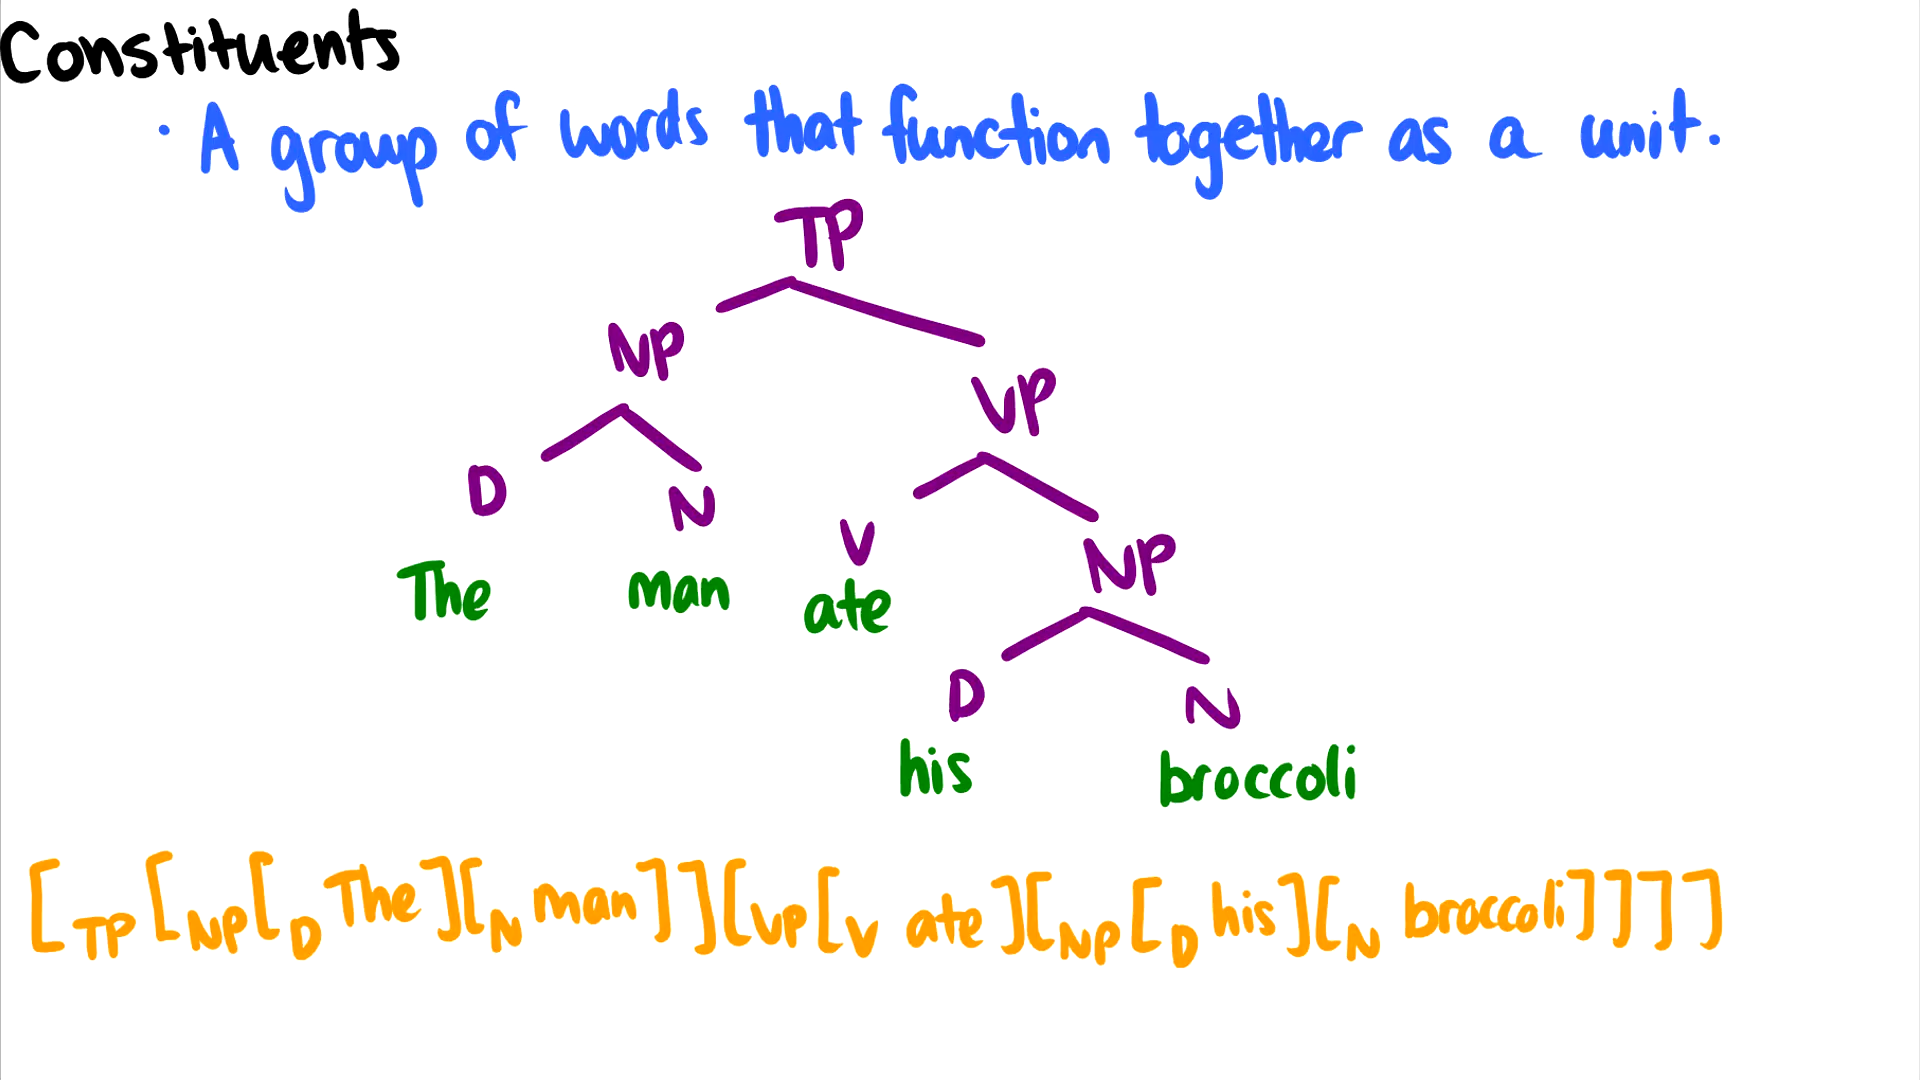 Constituents
· A group of words that function together as a unit.
TP
NP
VP
D N
V
NP
The man ate
D N
his broccoli
[TP[NP[D The][N man]][VP[V ate][NP[D his][N broccoli]]]]